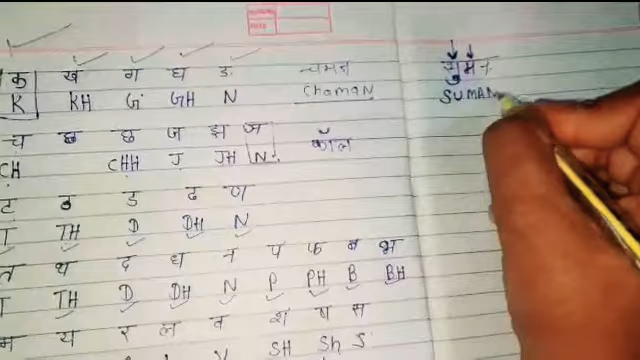 क ख ग घ ङ चमन सुमन
K KH G GH N ChamaN SUMAN
च छ छ ज झ ञ कॉल
CH CHH J JH N
ट ठ ड ढ ण
T TH D DH N
त थ द ध न प फ ब भ
T TH D DH N P PH B BH
म य र ल व श ष स
V SH Sh S